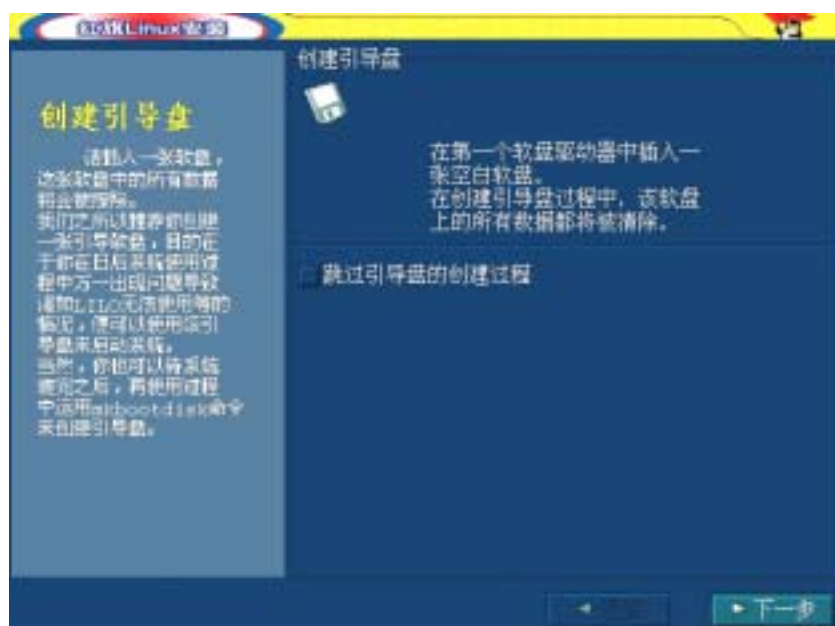 红旗Linux安装
创建引导盘
创建引导盘
请插入一张软盘，
这张软盘中的所有数据
将会被擦除。
我们之所以推荐你创建
一张引导软盘，目的在
于你在日后系统使用过
程中万一出现问题导致
诸如LILO无法使用等的
情况，便可以使用该引
导盘来启动系统。
当然，你也可以待系统
装完之后，再使用过程
中运用mkbootdisk命令
来创建引导盘。
在第一个软盘驱动器中插入一
张空白软盘。
在创建引导盘过程中，该软盘
上的所有数据都将被清除。
跳过引导盘的创建过程
下一步